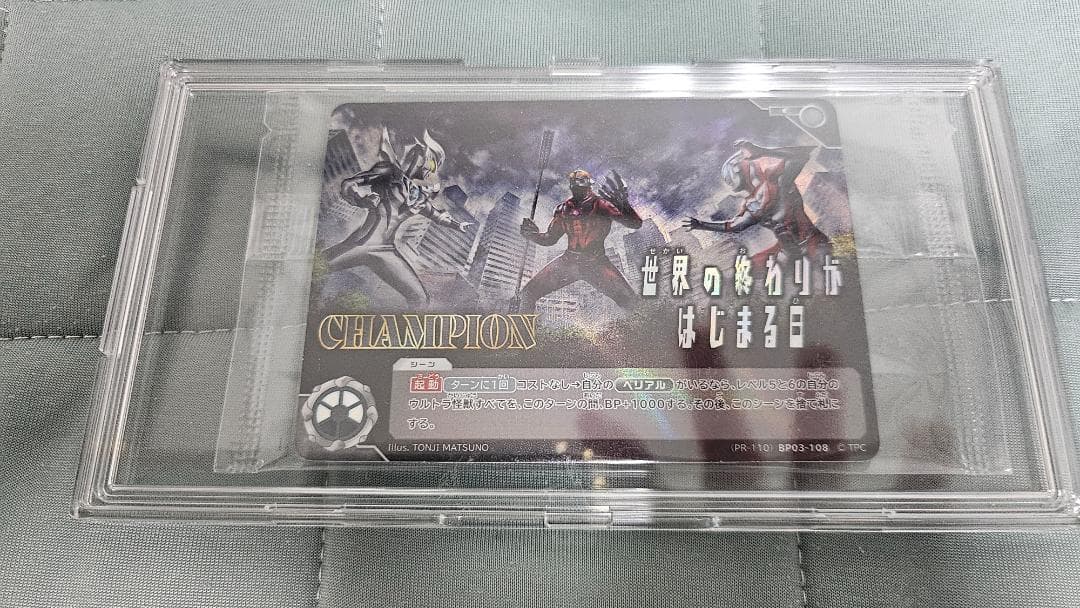 世界の終わりが
はじまる日
CHAMPION
シーン
起動 ターンに1回 コストなし→自分の ベリアル がいるなら、レベル5と6の自分の
ウルトラ怪獣すべてを、このターンの間、BP+1000する。その後、このシーンを捨て札に
する。
Illus. TONJI MATSUNO
(PR-110) BP03-108 © TPC